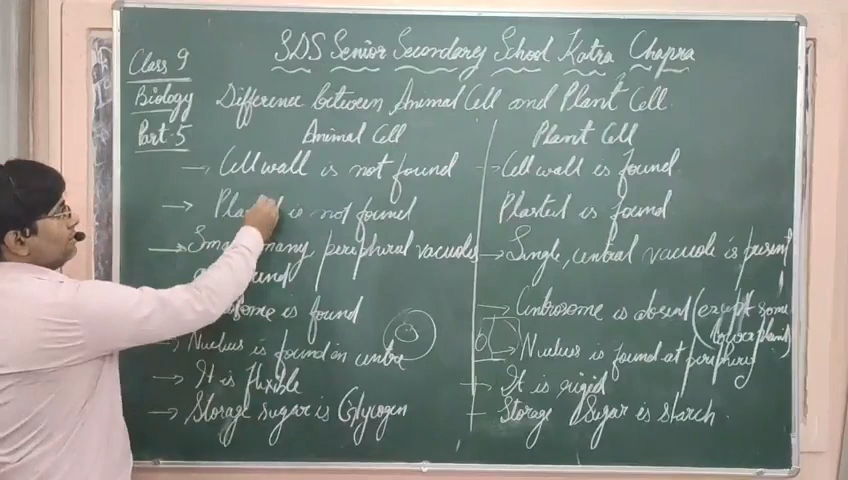 Class 9
SDS Senior Secondary School Katra Chapra
Biology
Difference between Animal Cell and Plant Cell
Part-5
Animal Cell
Plant Cell
→ Cell wall is not found
→ Cell wall is found
→ is not found
Plasted is found
→ many peripheral vacuoles
found
→ Single, central vacuole is present
is found
→ Centrosome is absent (except some
lower plant)
→ Nucleus is found in centre
→ Nucleus is found at periphery
→ It is flexible
→ It is rigid
→ Storage sugar is Glycogen
Storage Sugar is starch.